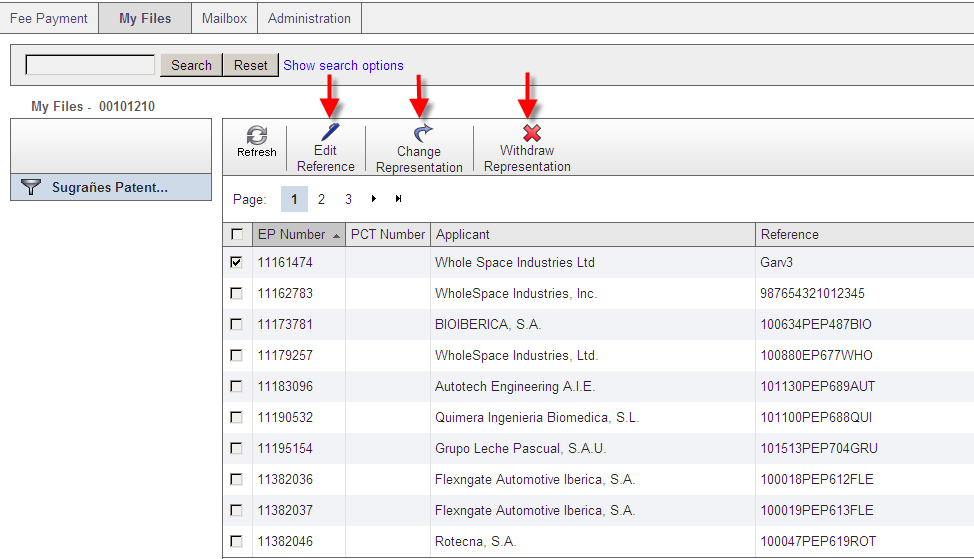 Fee Payment My Files Mailbox Administration
Search Reset Show search options
My Files - 00101210
Refresh Edit Reference Change Representation Withdraw Representation
Sugrañes Patent...
Page: 1 2 3
EP Number PCT Number Applicant Reference
11161474 Whole Space Industries Ltd Garv3
11162783 WholeSpace Industries, Inc. 987654321012345
11173781 BIOIBERICA, S.A. 100634PEP487BIO
11179257 WholeSpace Industries, Ltd. 100880EP677WHO
11183096 Autotech Engineering A.I.E. 101130PEP689AUT
11190532 Quimera Ingenieria Biomedica, S.L. 101100PEP688QUI
11195154 Grupo Leche Pascual, S.A.U. 101513PEP704GRU
11382036 Flexngate Automotive Iberica, S.A. 100018PEP612FLE
11382037 Flexngate Automotive Iberica, S.A. 100019PEP613FLE
11382046 Rotecna, S.A. 100047PEP619ROT